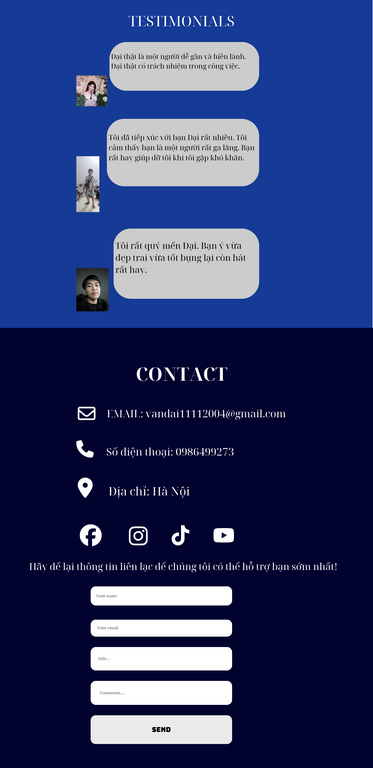 TESTIMONIALS
Đại thật là một người dễ gần và hiền lành.
Đại thật có trách nhiệm trong công việc.
Tôi đã tiếp xúc với bạn Đại rất nhiều. Tôi
cảm thấy bạn là một người rất ga lăng. Bạn
rất hay giúp đỡ tôi khi tôi gặp khó khăn.
Tôi rất quý mến Đại. Bạn ý vừa
đẹp trai vừa tốt bụng lại còn hát
rất hay.
CONTACT
EMAIL: vandai11112004@gmail.com
Số điện thoại: 0986499273
Địa chỉ: Hà Nội
Hãy để lại thông tin liên lạc để chúng tôi có thể hỗ trợ bạn sớm nhất!
Your name
Your email
Title...
Comments....
SEND